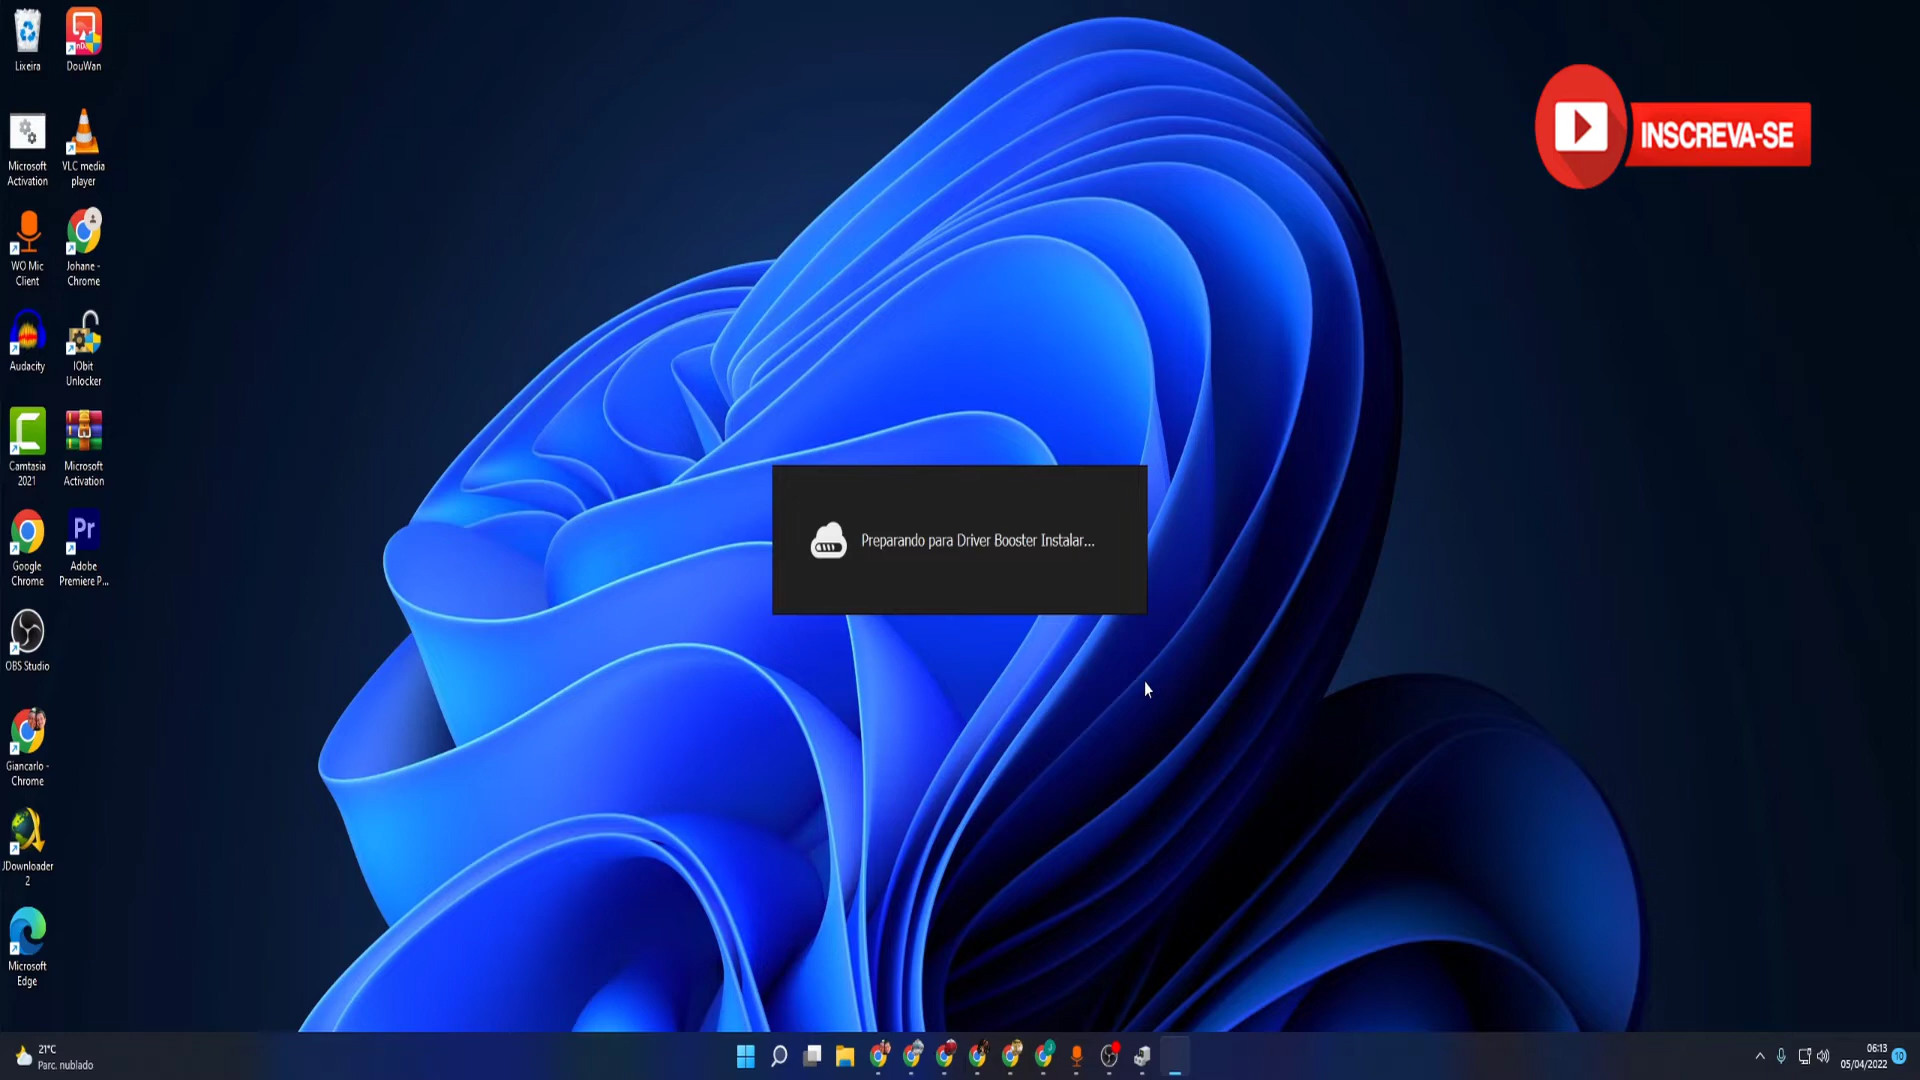 Lixeira
DouWan
Microsoft
Activation
VLC media
player
WO Mic
Client
Johane -
Chrome
Audacity
IObit
Unlocker
Camtasia
2021
Microsoft
Activation
Google
Chrome
Pr
Adobe
Premiere P...
OBS Studio
Giancarlo -
Chrome
JDownloader
2
Microsoft
Edge
INSCREVA-SE
Preparando para Driver Booster Instalar...
21°C
Parc. nublado
06:13
05/04/2022
10